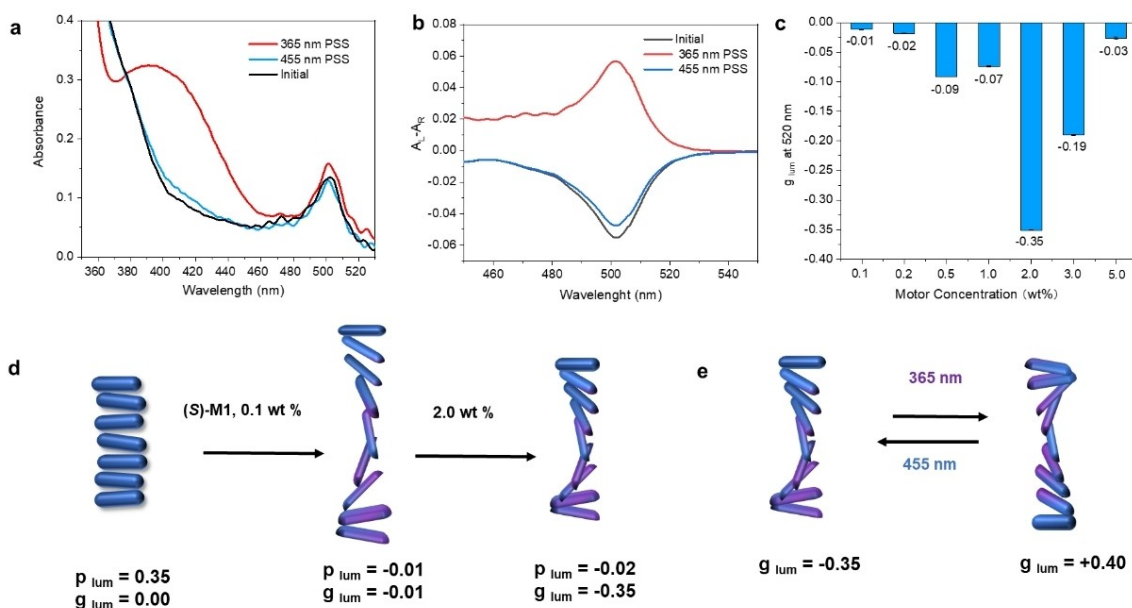 a
0.4
0.3
0.2
0.1
0.0
Absorbance
365 nm PSS
455 nm PSS
Initial
360 380 400 420 440 460 480 500 520
Wavelength (nm)
b
0.06
0.04
0.02
0.00
0.02
0.04
0.06
A L-A R
Initial
365 nm PSS
455 nm PSS
460 480 500 520 540
Wavelenght (nm)
c
0.00
-0.05
-0.10
-0.15
-0.20
-0.25
-0.30
-0.35
-0.40
g lum at 520 nm
-0.01
-0.02
-0.09
-0.07
-0.35
-0.19
-0.03
0.1 0.2 0.5 1.0 2.0 3.0 5.0
Motor Concentration (wt%)
d
(S)-M1, 0.1 wt %
2.0 wt %
p lum = 0.35
g lum = 0.00
p lum = -0.01
g lum = -0.01
p lum = -0.02
g lum = -0.35
e
365 nm
455 nm
g lum = -0.35
g lum = +0.40